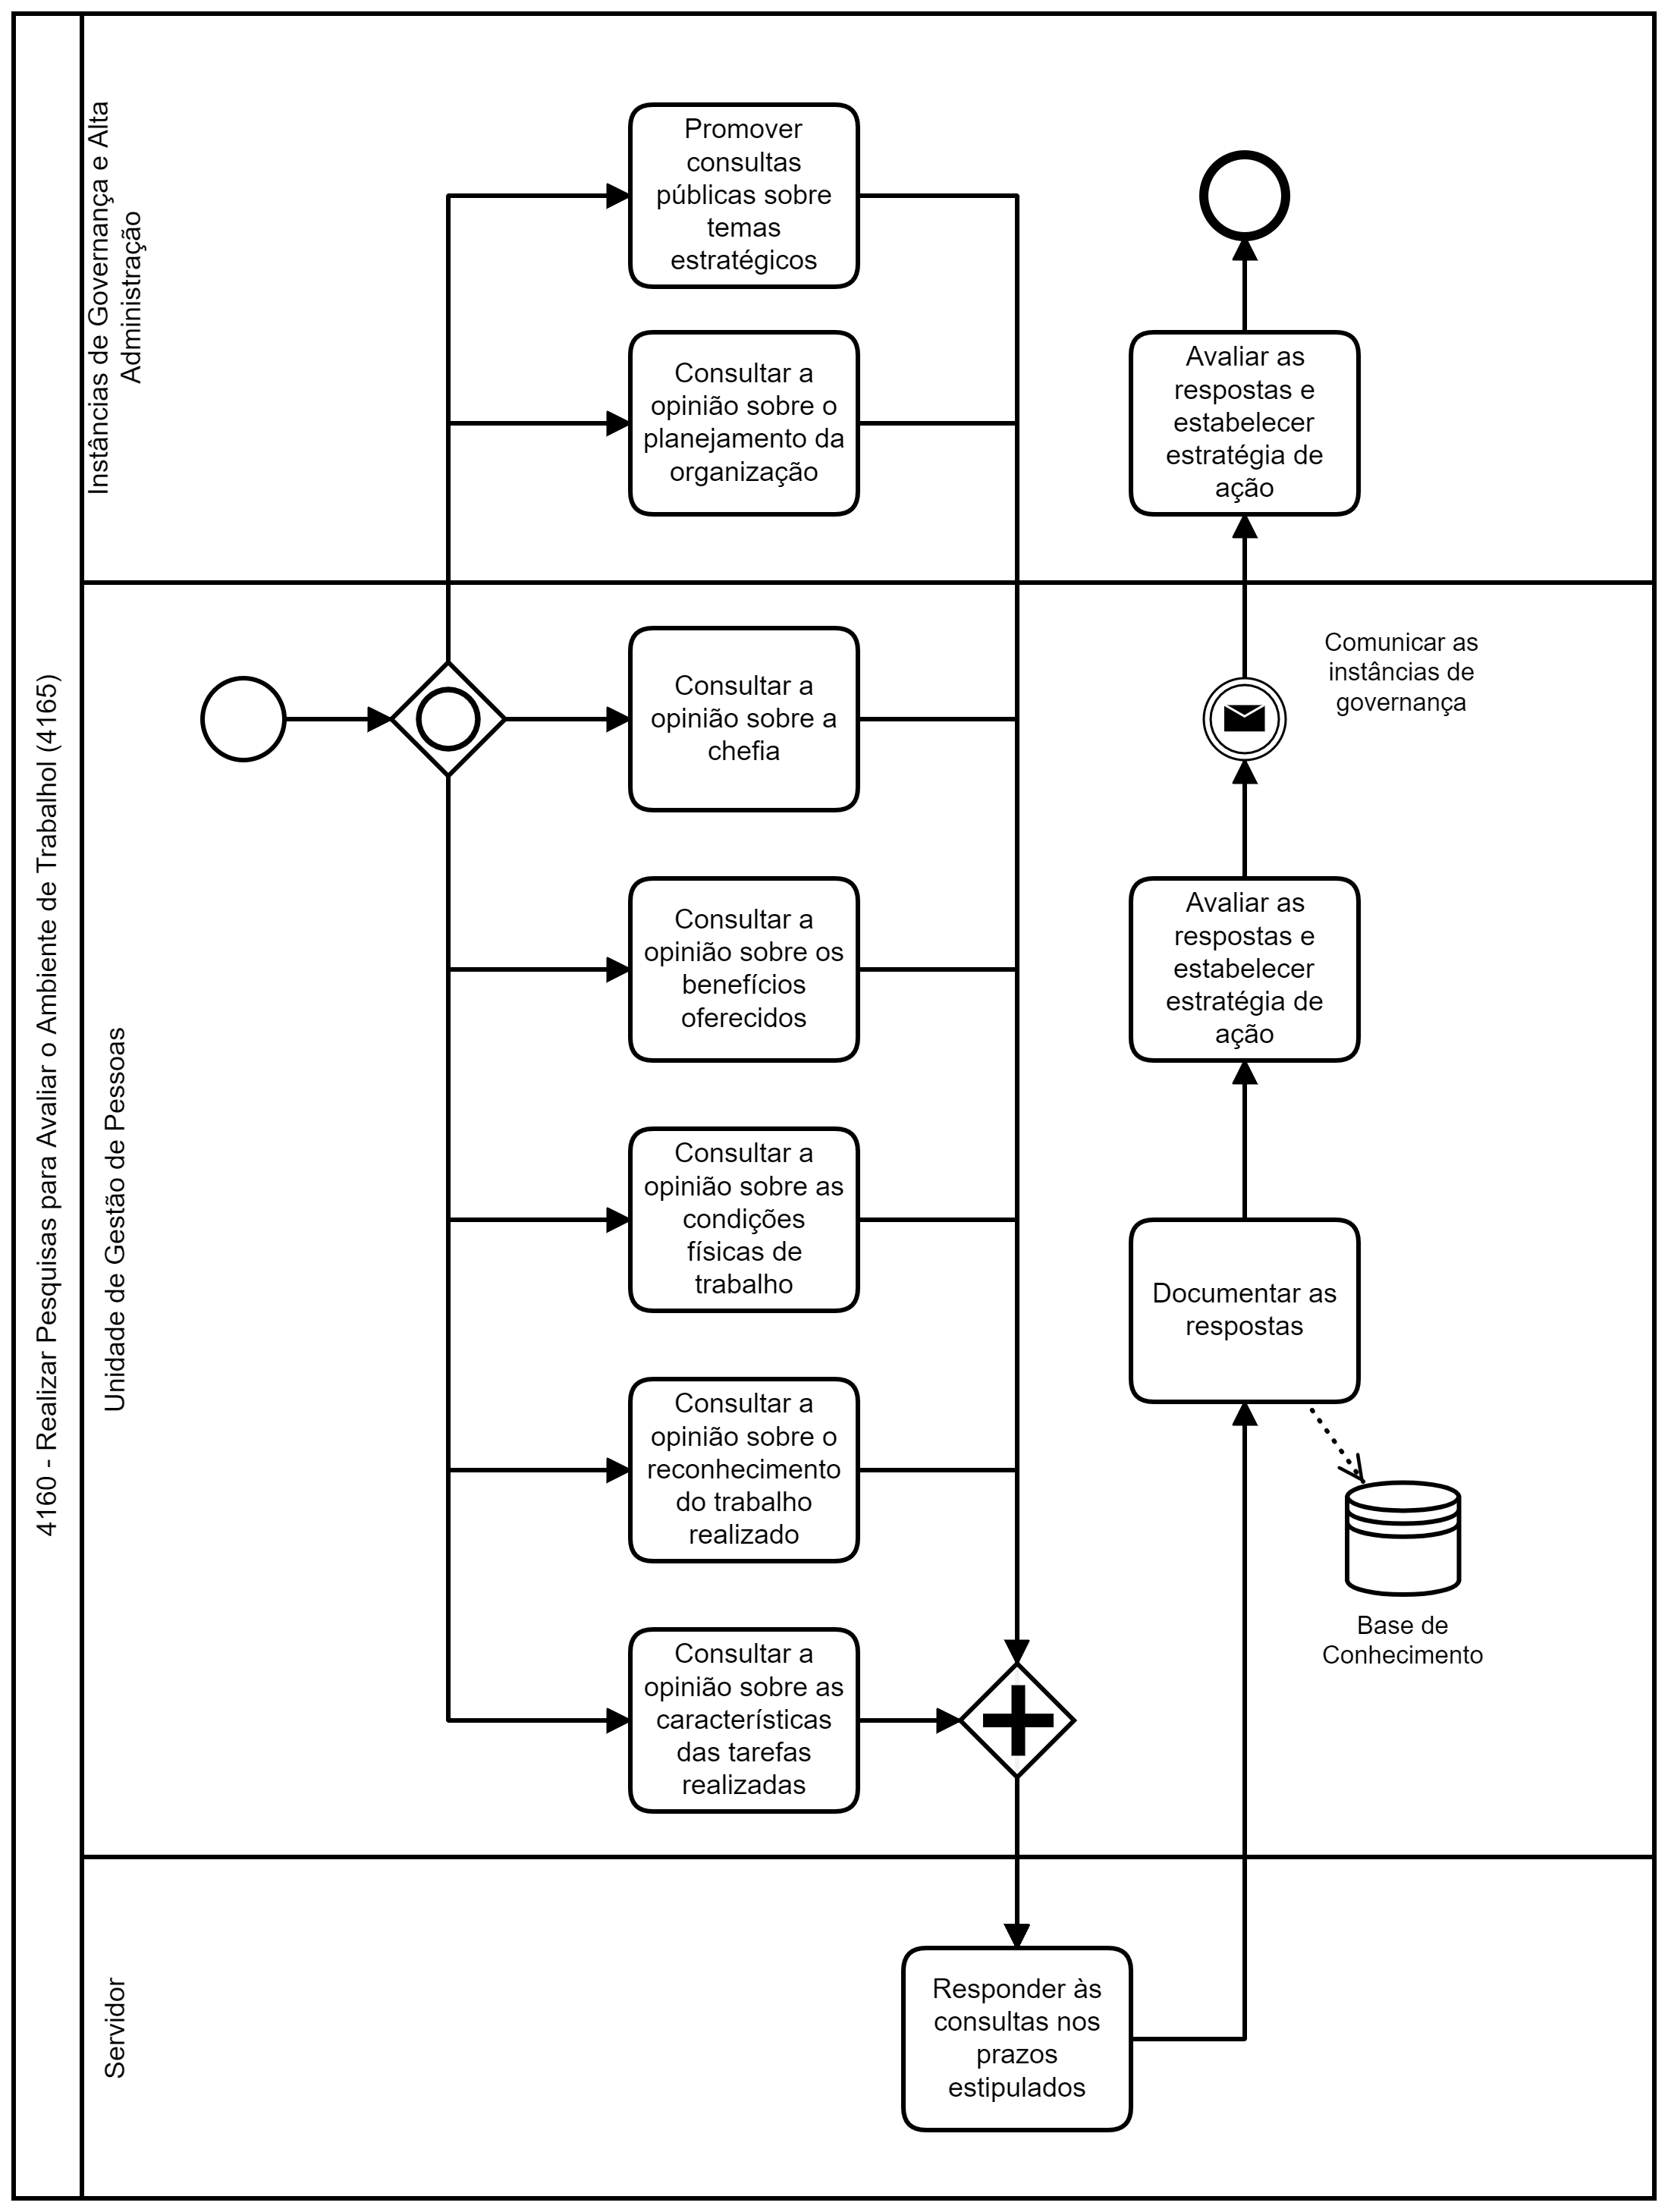 4160 - Realizar Pesquisas para Avaliar o Ambiente de Trabalhol (4165)
Instâncias de Governança e Alta
Administração
Promover
consultas
públicas sobre
temas
estratégicos
Consultar a
opinião sobre o
planejamento da
organização
Avaliar as
respostas e
estabelecer
estratégia de
ação
Unidade de Gestão de Pessoas
Consultar a
opinião sobre a
chefia
Comunicar as
instâncias de
governança
Consultar a
opinião sobre os
benefícios
oferecidos
Avaliar as
respostas e
estabelecer
estratégia de
ação
Consultar a
opinião sobre as
condições
físicas de
trabalho
Documentar as
respostas
Consultar a
opinião sobre o
reconhecimento
do trabalho
realizado
Base de
Conhecimento
Consultar a
opinião sobre as
características
das tarefas
realizadas
Servidor
Responder às
consultas nos
prazos
estipulados